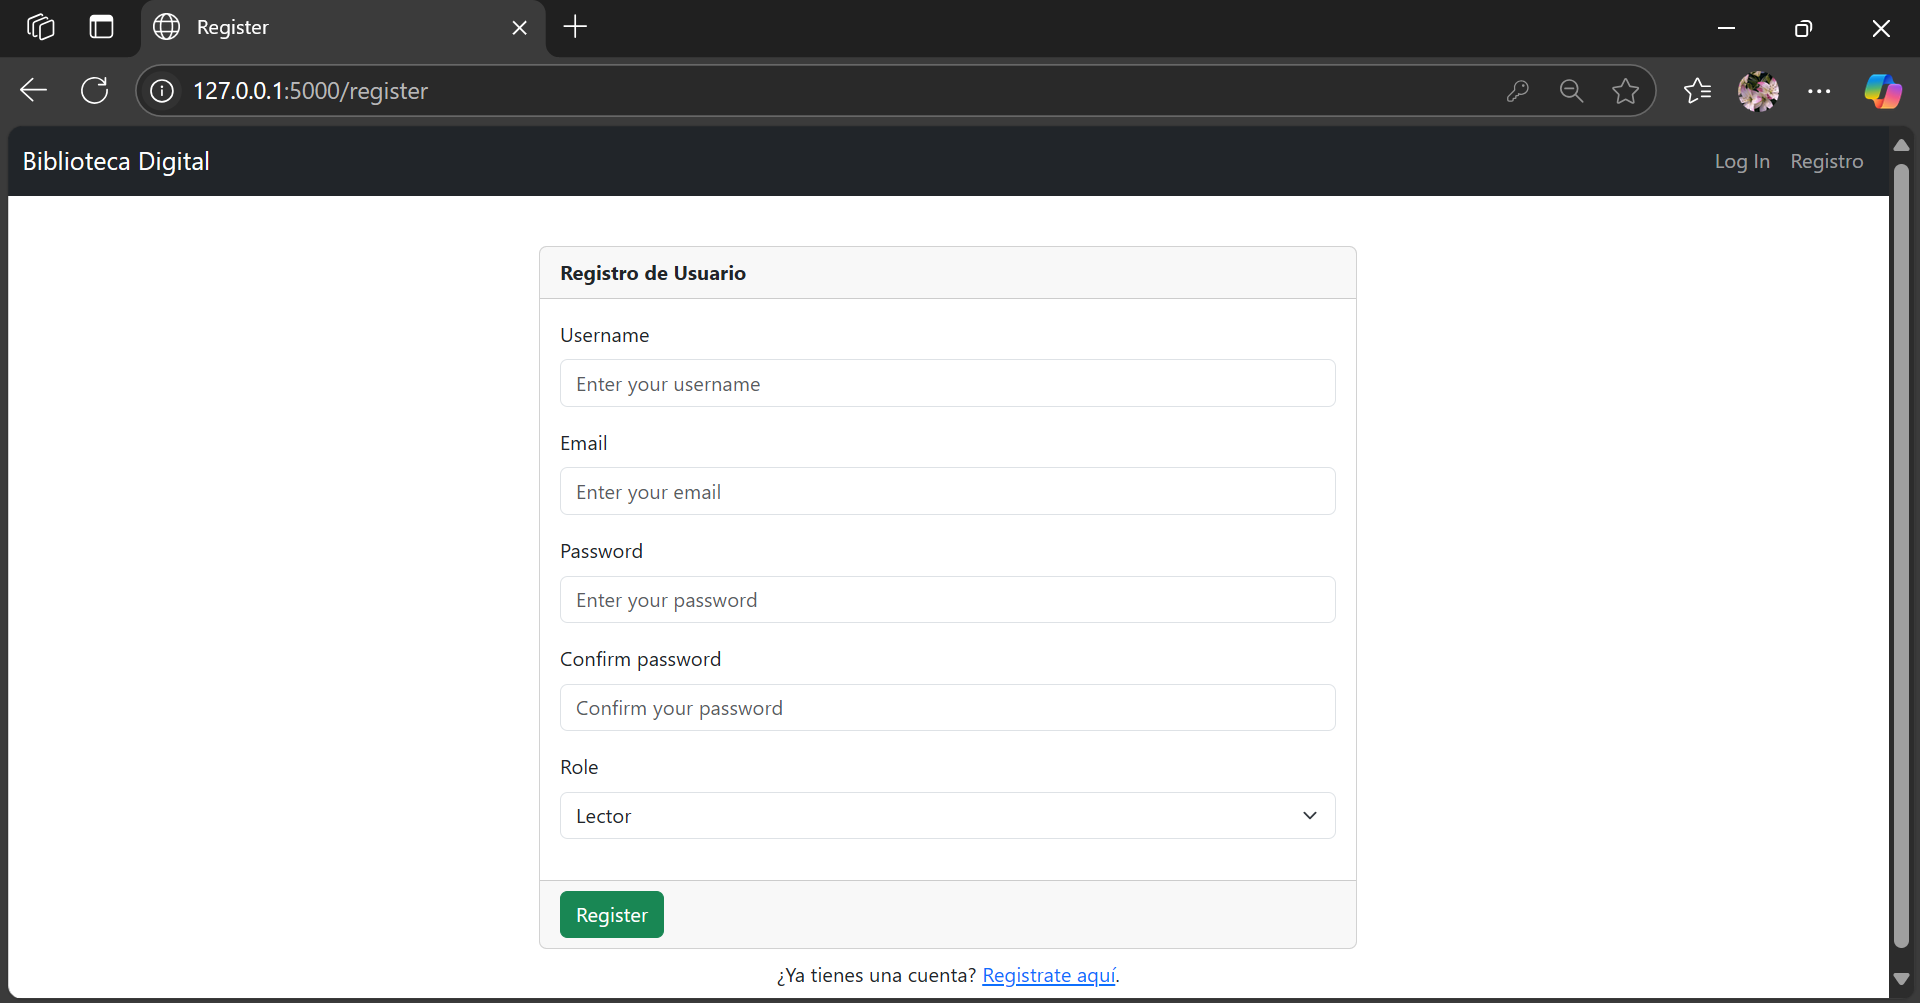 Register
127.0.0.1:5000/register
Biblioteca Digital
Log In Registro
Registro de Usuario
Username
Enter your username
Email
Enter your email
Password
Enter your password
Confirm password
Confirm your password
Role
Lector
Register
¿Ya tienes una cuenta? Registrate aquí.